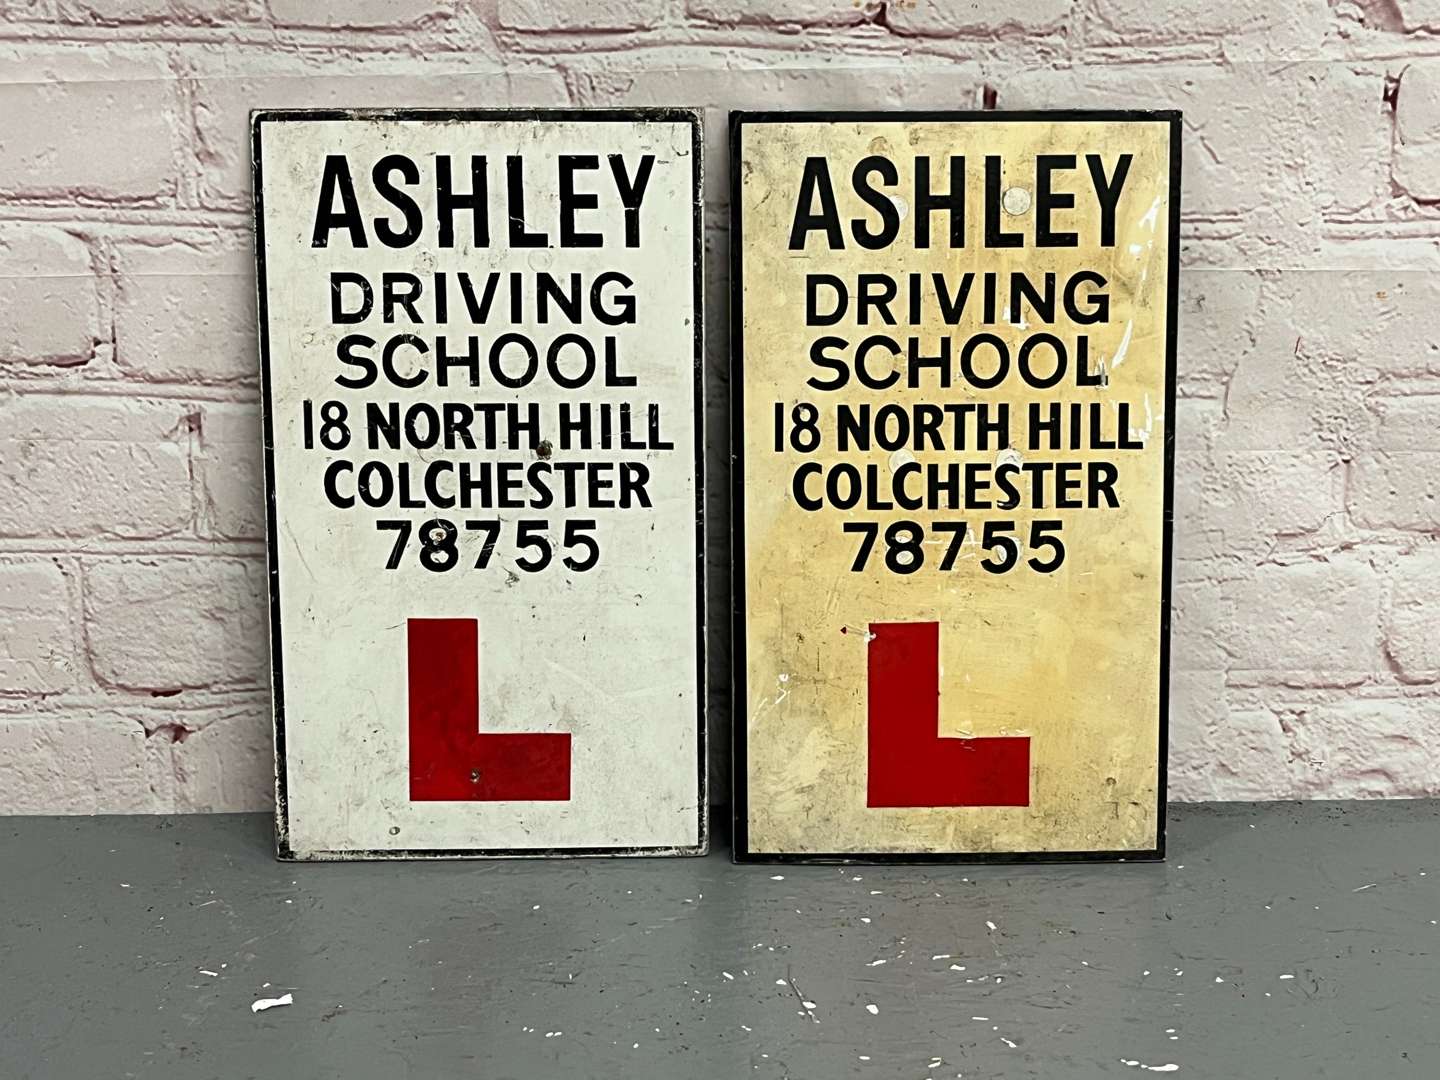 ASHLEY
DRIVING
SCHOOL
18 NORTH HILL
COLCHESTER
78755
L
ASHLEY
DRIVING
SCHOOL
18 NORTH HILL
COLCHESTER
78755
L